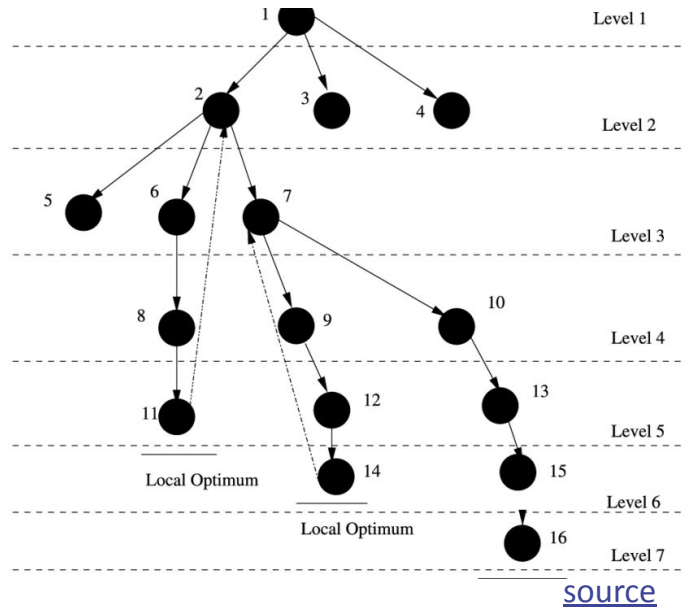 1
Level 1
2
3
4
Level 2
5
6
7
Level 3
8
9
10
Level 4
11
12
13
Level 5
Local Optimum
14
15
Level 6
Local Optimum
16
Level 7
source